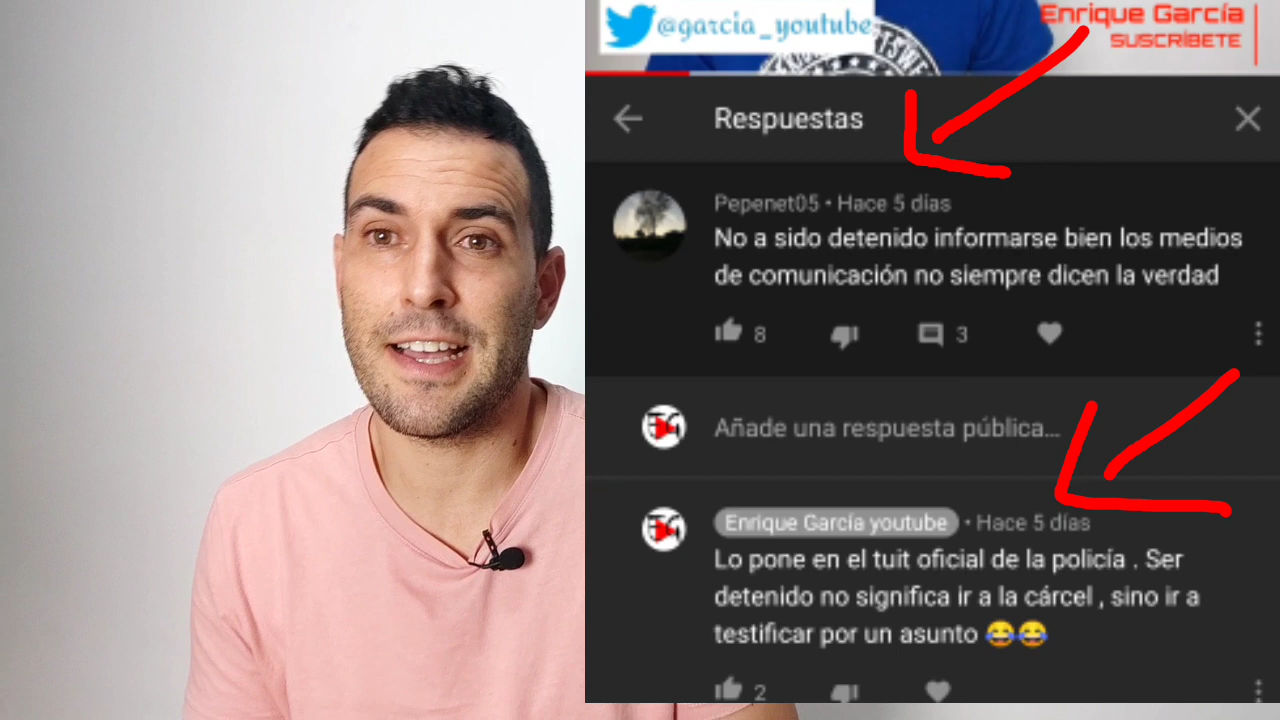 @garcia_youtube
Enrique García
SUSCRÍBETE
Respuestas
Pepenet05 • Hace 5 días
No a sido detenido informarse bien los medios
de comunicación no siempre dicen la verdad
8
3
Añade una respuesta pública...
Enrique García youtube • Hace 5 días
Lo pone en el tuit oficial de la policía . Ser
detenido no significa ir a la cárcel , sino ir a
testificar por un asunto 😂😂
2